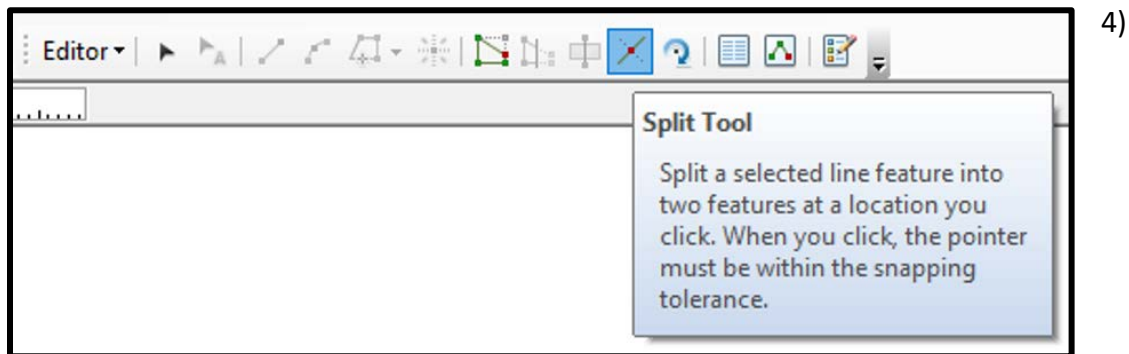 4)
Editor
Split Tool
Split a selected line feature into
two features at a location you
click. When you click, the pointer
must be within the snapping
tolerance.